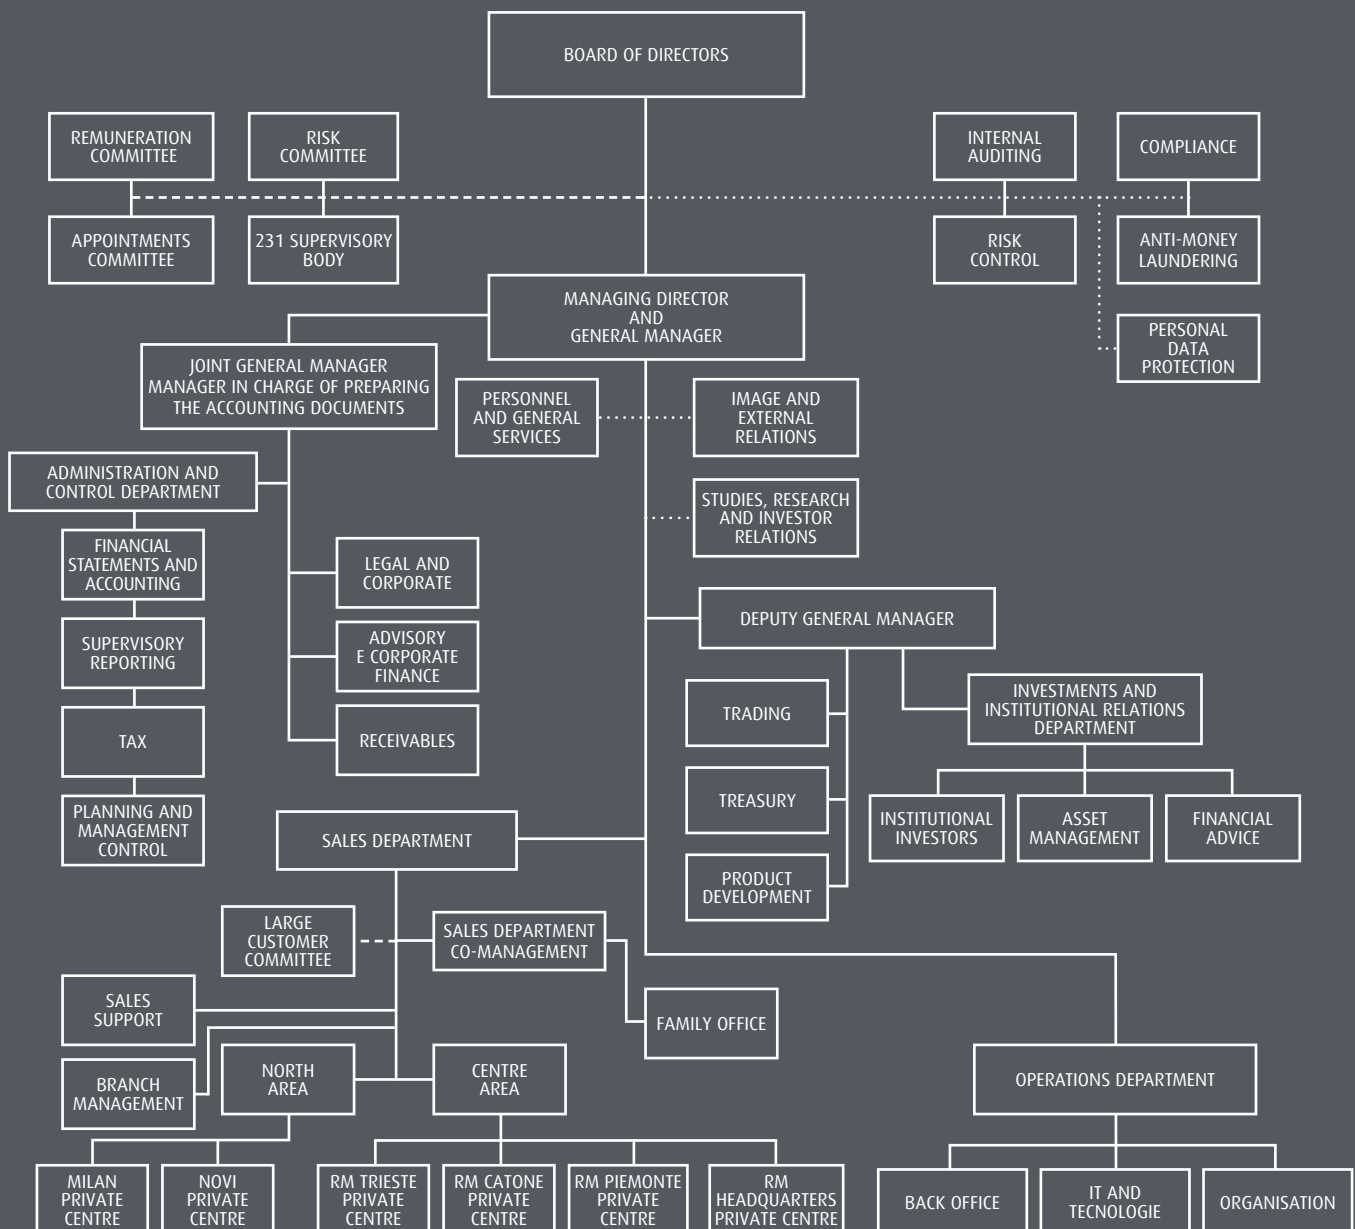 BOARD OF DIRECTORS
REMUNERATION
COMMITTEE
RISK
COMMITTEE
INTERNAL
AUDITING
COMPLIANCE
APPOINTMENTS
COMMITTEE
231 SUPERVISORY
BODY
RISK
CONTROL
ANTI-MONEY
LAUNDERING
MANAGING DIRECTOR
AND
GENERAL MANAGER
PERSONAL
DATA
PROTECTION
JOINT GENERAL MANAGER
MANAGER IN CHARGE OF PREPARING
THE ACCOUNTING DOCUMENTS
PERSONNEL
AND GENERAL
SERVICES
IMAGE AND
EXTERNAL
RELATIONS
ADMINISTRATION AND
CONTROL DEPARTMENT
STUDIES, RESEARCH
AND INVESTOR
RELATIONS
FINANCIAL
STATEMENTS AND
ACCOUNTING
LEGAL AND
CORPORATE
DEPUTY GENERAL MANAGER
SUPERVISORY
REPORTING
ADVISORY
E CORPORATE
FINANCE
TRADING
INVESTMENTS AND
INSTITUTIONAL RELATIONS
DEPARTMENT
TAX
RECEIVABLES
TREASURY
INSTITUTIONAL
INVESTORS
ASSET
MANAGEMENT
FINANCIAL
ADVICE
PLANNING AND
MANAGEMENT
CONTROL
SALES DEPARTMENT
PRODUCT
DEVELOPMENT
LARGE
CUSTOMER
COMMITTEE
SALES DEPARTMENT
CO-MANAGEMENT
SALES
SUPPORT
FAMILY OFFICE
BRANCH
MANAGEMENT
NORTH
AREA
CENTRE
AREA
OPERATIONS DEPARTMENT
MILAN
PRIVATE
CENTRE
NOVI
PRIVATE
CENTRE
RM TRIESTE
PRIVATE
CENTRE
RM CATONE
PRIVATE
CENTRE
RM PIEMONTE
PRIVATE
CENTRE
RM
HEADQUARTERS
PRIVATE CENTRE
BACK OFFICE
IT AND
TECNOLOGIE
ORGANISATION